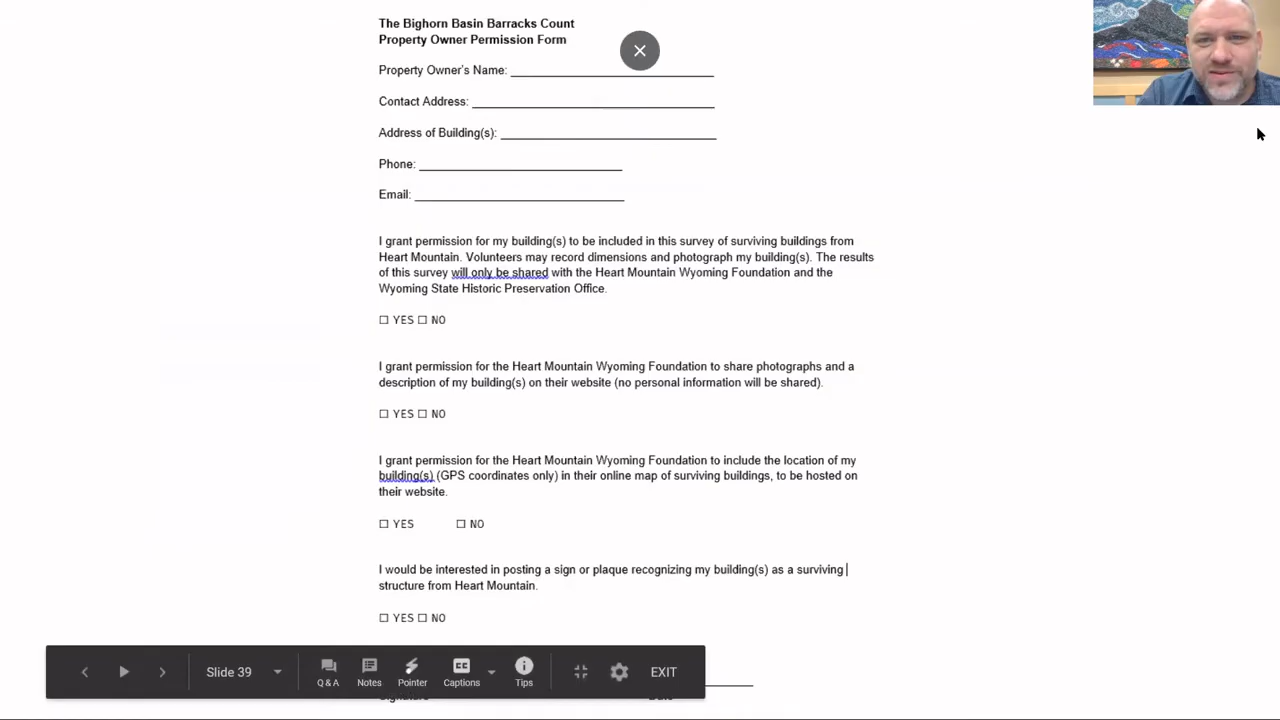 The Bighorn Basin Barracks Count
Property Owner Permission Form
Property Owner's Name:
Contact Address:
Address of Building(s):
Phone:
Email:
I grant permission for my building(s) to be included in this survey of surviving buildings from
Heart Mountain. Volunteers may record dimensions and photograph my building(s). The results
of this survey will only be shared with the Heart Mountain Wyoming Foundation and the
Wyoming State Historic Preservation Office.
☐ YES ☐ NO
I grant permission for the Heart Mountain Wyoming Foundation to share photographs and a
description of my building(s) on their website (no personal information will be shared).
☐ YES ☐ NO
I grant permission for the Heart Mountain Wyoming Foundation to include the location of my
building(s) (GPS coordinates only) in their online map of surviving buildings, to be hosted on
their website.
☐ YES ☐ NO
I would be interested in posting a sign or plaque recognizing my building(s) as a surviving
structure from Heart Mountain.
☐ YES ☐ NO
Slide 39 Q & A Notes Pointer Captions Tips EXIT
Signature Date